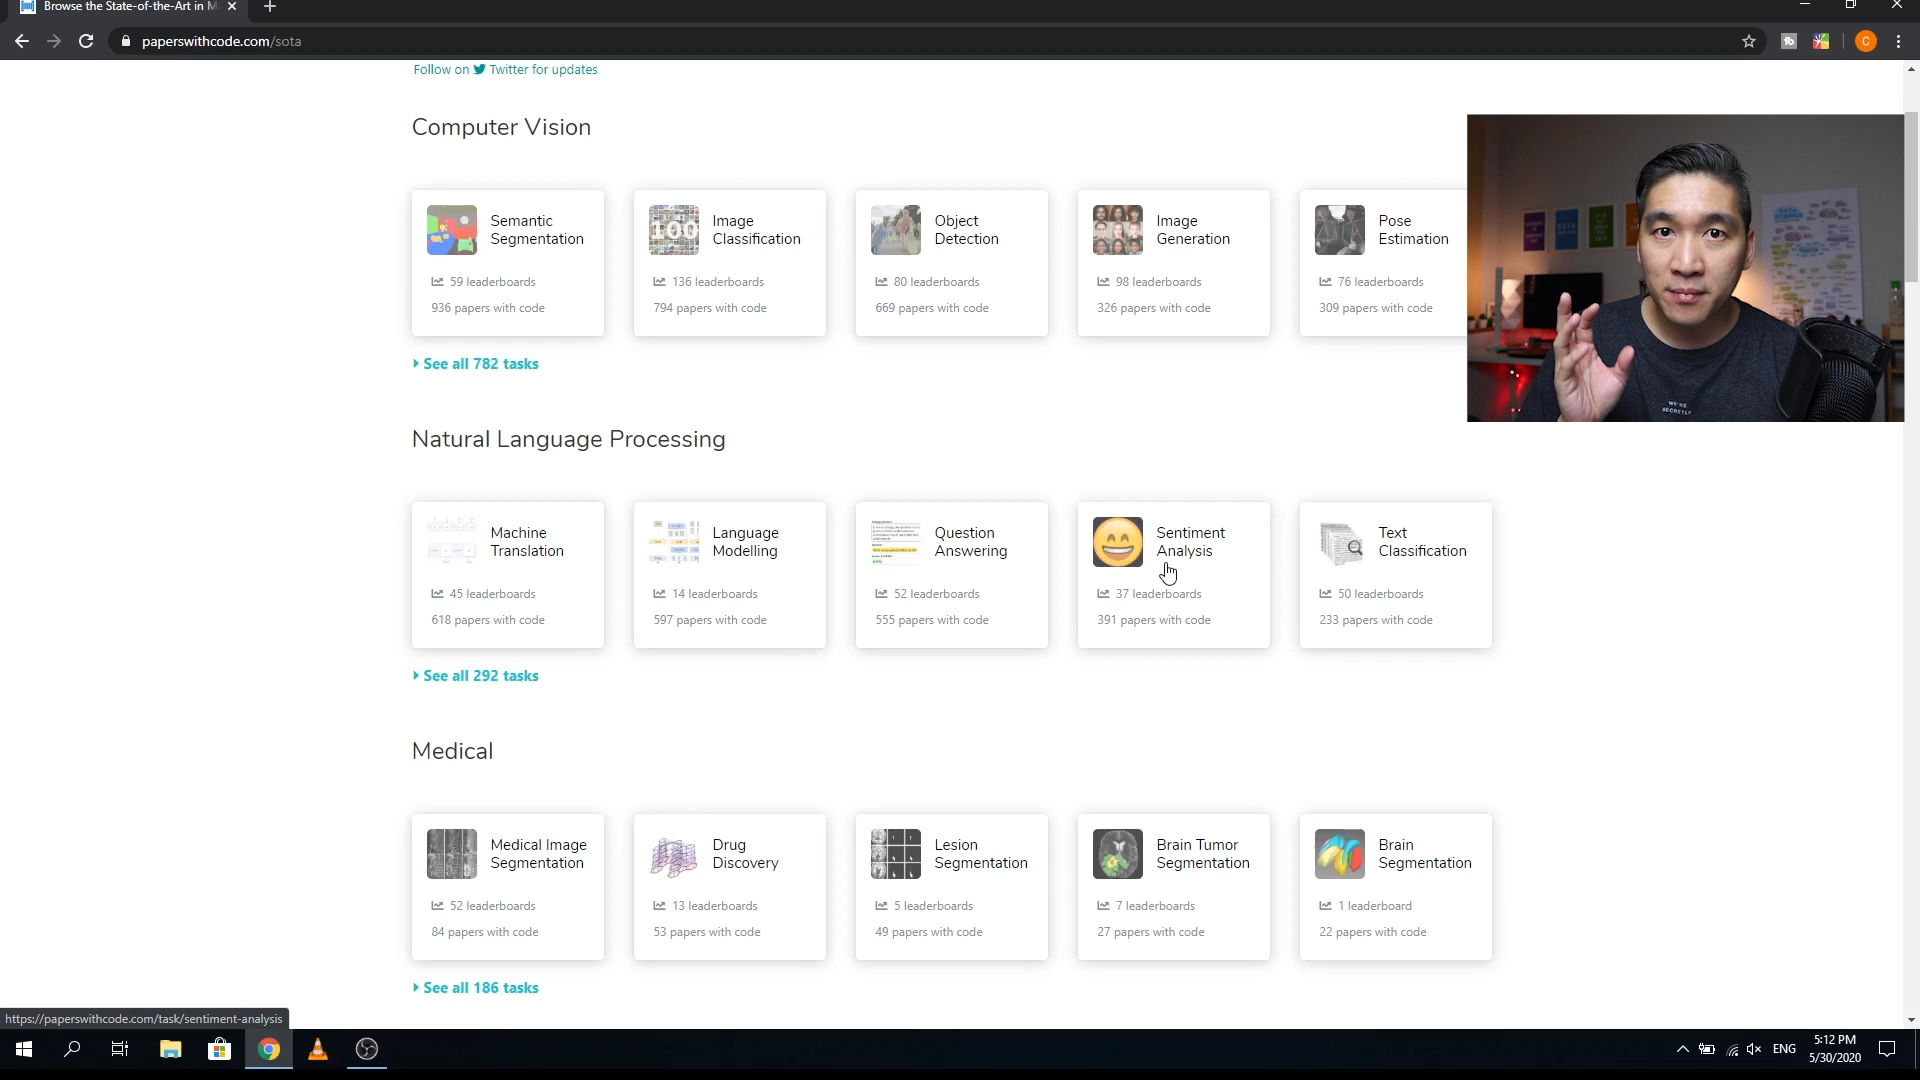 Browse the State-of-the-Art in M
paperswithcode.com/sota
Follow on Twitter for updates
Computer Vision
Semantic
Segmentation
59 leaderboards
936 papers with code
Image
Classification
136 leaderboards
794 papers with code
Object
Detection
80 leaderboards
669 papers with code
Image
Generation
98 leaderboards
326 papers with code
Pose
Estimation
76 leaderboards
309 papers with code
See all 782 tasks
Natural Language Processing
Machine
Translation
45 leaderboards
618 papers with code
Language
Modelling
14 leaderboards
597 papers with code
Question
Answering
52 leaderboards
555 papers with code
Sentiment
Analysis
37 leaderboards
391 papers with code
Text
Classification
50 leaderboards
233 papers with code
See all 292 tasks
Medical
Medical Image
Segmentation
52 leaderboards
84 papers with code
Drug
Discovery
13 leaderboards
53 papers with code
Lesion
Segmentation
5 leaderboards
49 papers with code
Brain Tumor
Segmentation
7 leaderboards
27 papers with code
Brain
Segmentation
1 leaderboard
22 papers with code
See all 186 tasks
https://paperswithcode.com/task/sentiment-analysis
ENG
5:12 PM
5/30/2020
C
tb
100
DATA
SCIENCE
WE'RE
SECRETLY